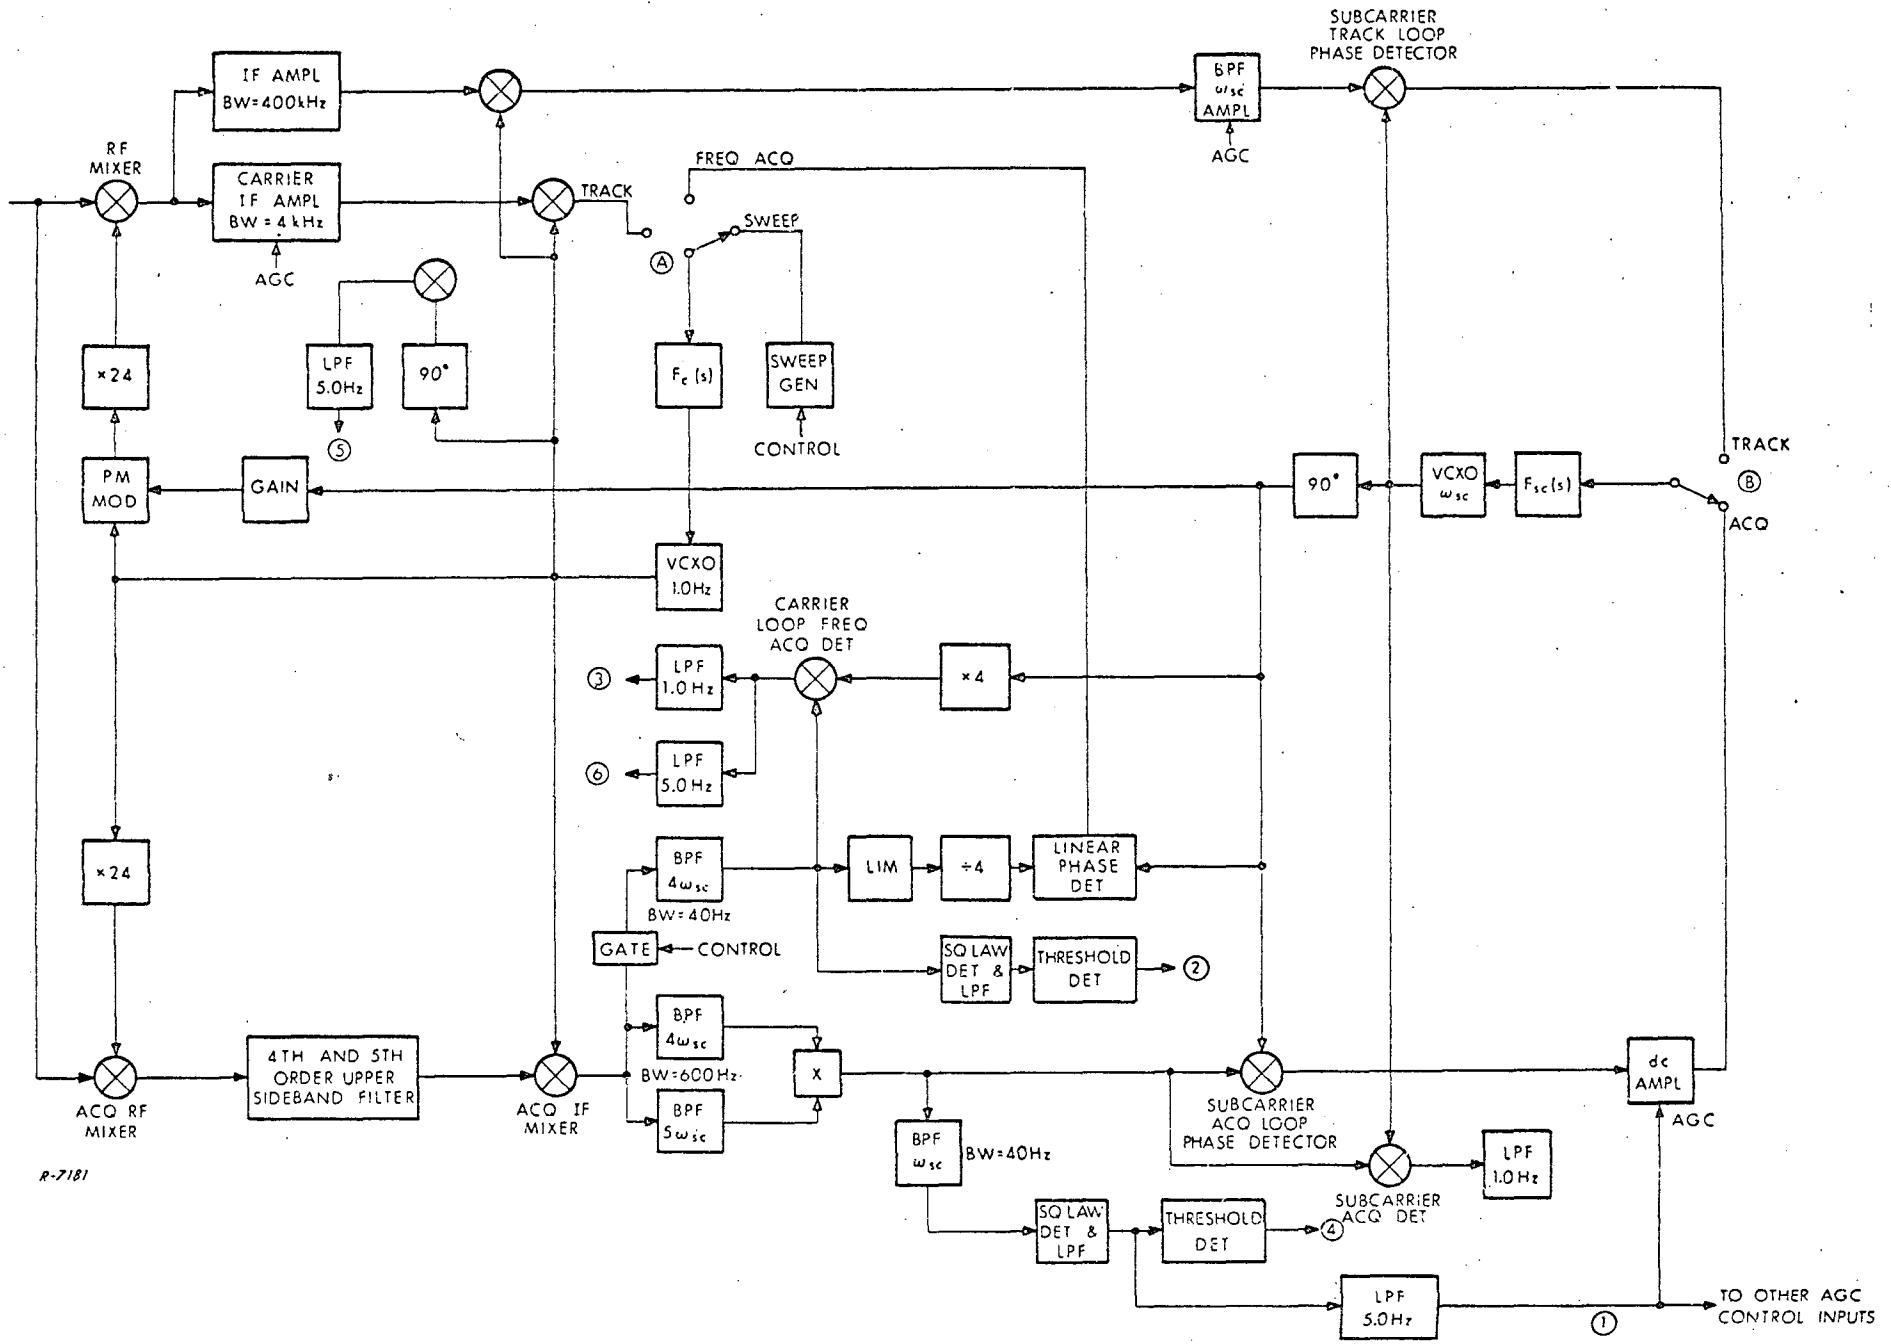 SUBCARRIER
TRACK LOOP
PHASE DETECTOR
IF AMPL
BW=400kHz
BPF
ωsc
AMPL
AGC
RF
MIXER
CARRIER
IF AMPL
BW=4kHz
AGC
TRACK
FREQ ACQ
SWEEP
A
×24
LPF
5.0Hz
5
90°
Fc(s)
SWEEP
GEN
CONTROL
PM
MOD
GAIN
90°
VCXO
ωsc
Fsc(s)
TRACK
B
ACQ
VCXO
1.0Hz
CARRIER
LOOP FREQ
ACQ DET
3
LPF
1.0Hz
×4
6
LPF
5.0Hz
×24
BPF
4ωsc
BW=40Hz
LIM
÷4
LINEAR
PHASE
DET
GATE
CONTROL
SQ LAW
DET &
LPF
THRESHOLD
DET
2
BPF
4ωsc
BW=600Hz
BPF
5ωsc
X
4TH AND 5TH
ORDER UPPER
SIDEBAND FILTER
ACQ RF
MIXER
ACQ IF
MIXER
SUBCARRIER
ACQ LOOP
PHASE DETECTOR
dc
AMPL
AGC
BPF
ωsc
BW=40Hz
LPF
1.0Hz
SUBCARRIER
ACQ DET
SQ LAW
DET &
LPF
THRESHOLD
DET
4
LPF
5.0Hz
1
TO OTHER AGC
CONTROL INPUTS
R-7181